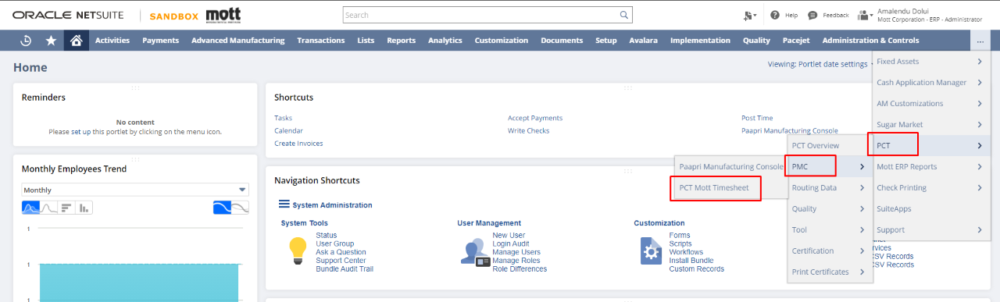 ORACLE NETSUITE SANDBOX mott
Search
Help
Feedback
Amalendu Dolui
Mott Corporation - ERP - Administrator
Activities Payments Advanced Manufacturing Transactions Lists Reports Analytics Customization Documents Setup Avalara Implementation Quality Pacejet Administration & Controls ...
Home
Viewing: Portlet date settings
Reminders
No content
Please set up this portlet by clicking on the menu icon.
Monthly Employees Trend
Monthly
1
1
1
Shortcuts
Tasks
Calendar
Create Invoices
Accept Payments
Write Checks
Post Time
Paapri Manufacturing Console
Navigation Shortcuts
System Administration
System Tools
Status
User Group
Ask a Question
Support Center
Bundle Audit Trail
User Management
New User
Login Audit
Manage Users
Manage Roles
Role Differences
Customization
Forms
Scripts
Workflows
Install Bundle
Custom Records
CSV Records
CSV Records
Fixed Assets
Cash Application Manager
AM Customizations
Sugar Market
PCT
Mott ERP Reports
Check Printing
SuiteApps
Support
PCT Overview
PMC
Routing Data
Quality
Tool
Certification
Print Certificates
Paapri Manufacturing Console
PCT Mott Timesheet